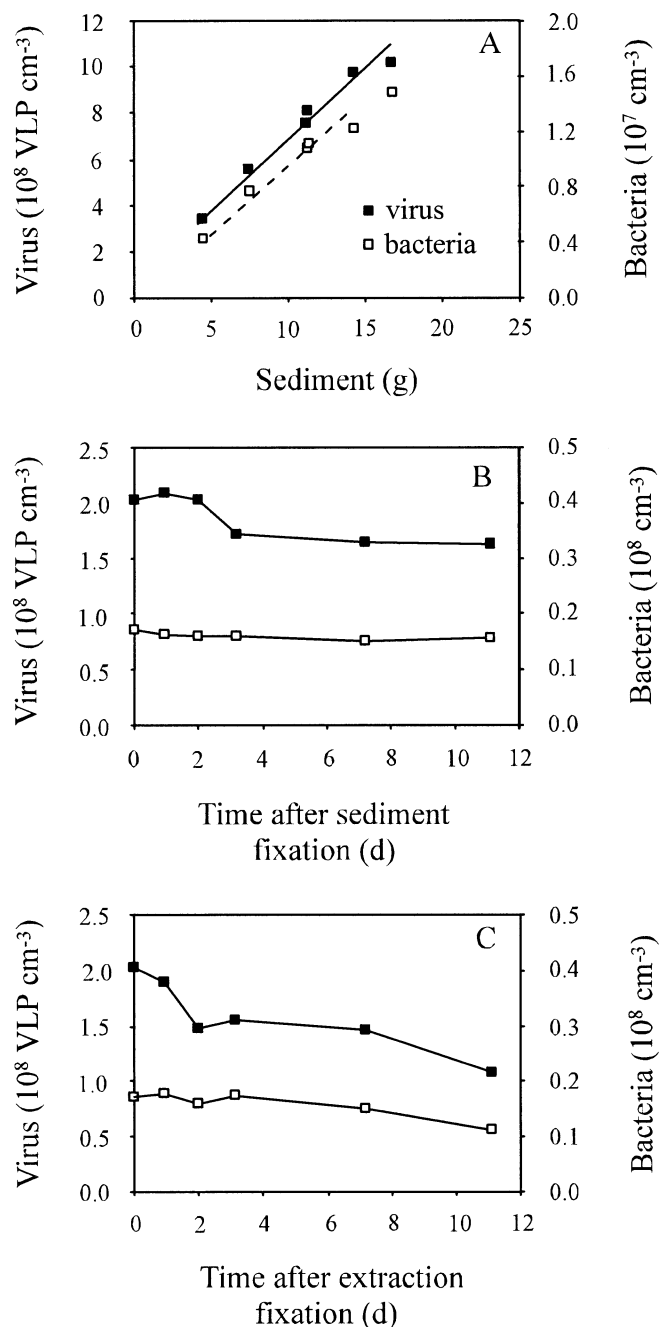 A
Virus (10⁸ VLP cm⁻³)
12
10
8
6
4
2
0
Bacteria (10⁷ cm⁻³)
2.0
1.6
1.2
0.8
0.4
0.0
virus
bacteria
0 5 10 15 20 25
Sediment (g)
B
Virus (10⁸ VLP cm⁻³)
2.5
2.0
1.5
1.0
0.5
0.0
Bacteria (10⁸ cm⁻³)
0.5
0.4
0.3
0.2
0.1
0.0
0 2 4 6 8 10 12
Time after sediment
fixation (d)
C
Virus (10⁸ VLP cm⁻³)
2.5
2.0
1.5
1.0
0.5
0.0
Bacteria (10⁸ cm⁻³)
0.5
0.4
0.3
0.2
0.1
0.0
0 2 4 6 8 10 12
Time after extraction
fixation (d)